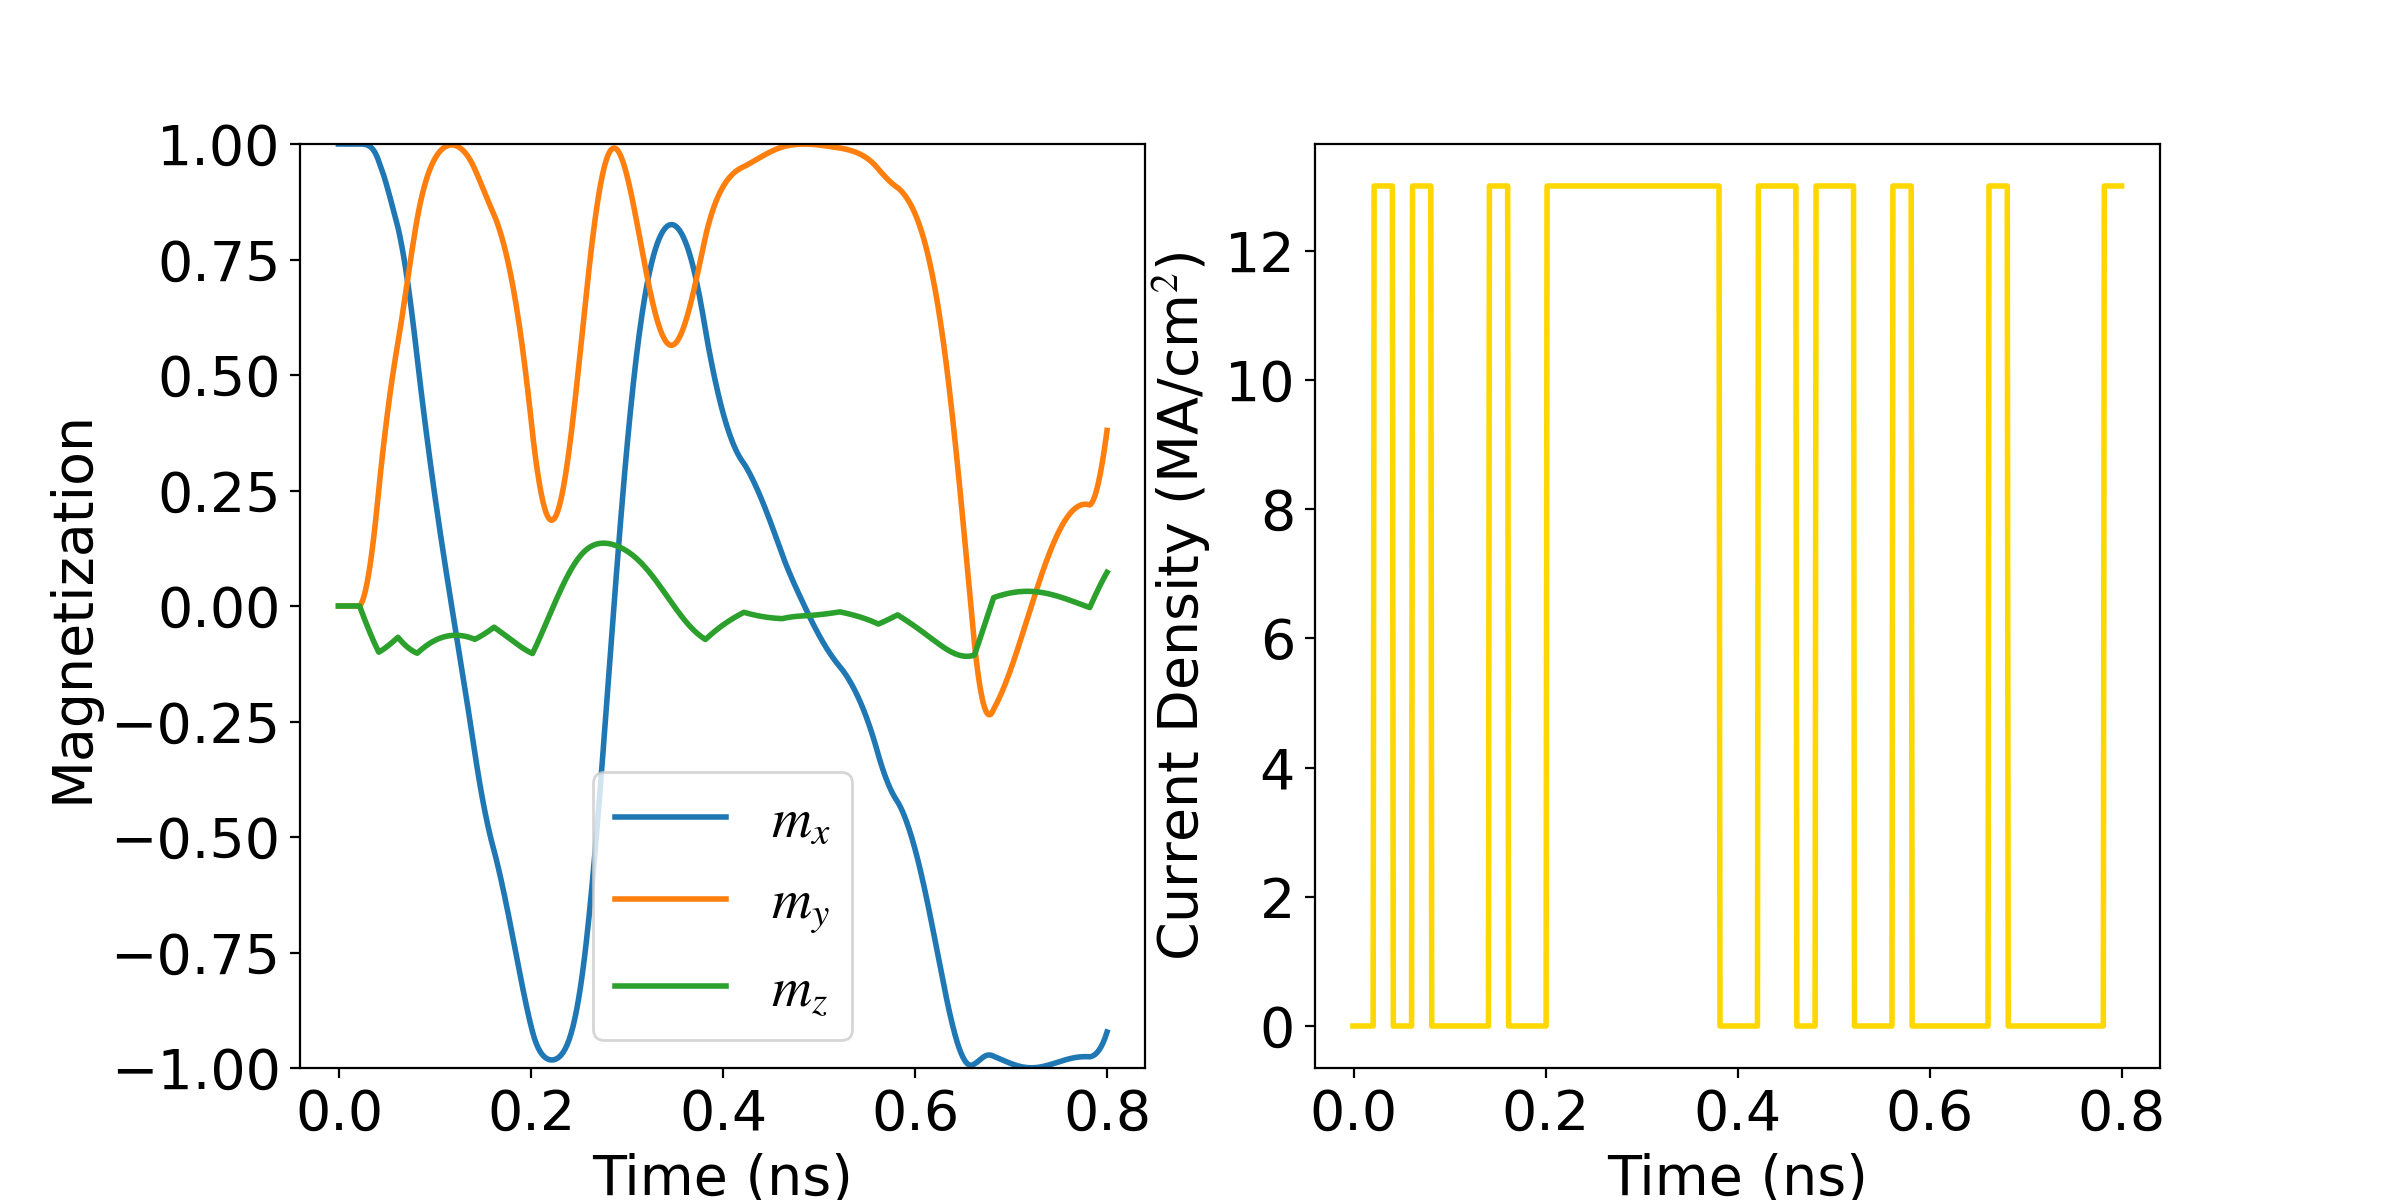 Magnetization
1.00
0.75
0.50
0.25
0.00
−0.25
−0.50
−0.75
−1.00
0.0 0.2 0.4 0.6 0.8
Time (ns)
m_x
m_y
m_z
Current Density (MA/cm²)
12
10
8
6
4
2
0
0.0 0.2 0.4 0.6 0.8
Time (ns)